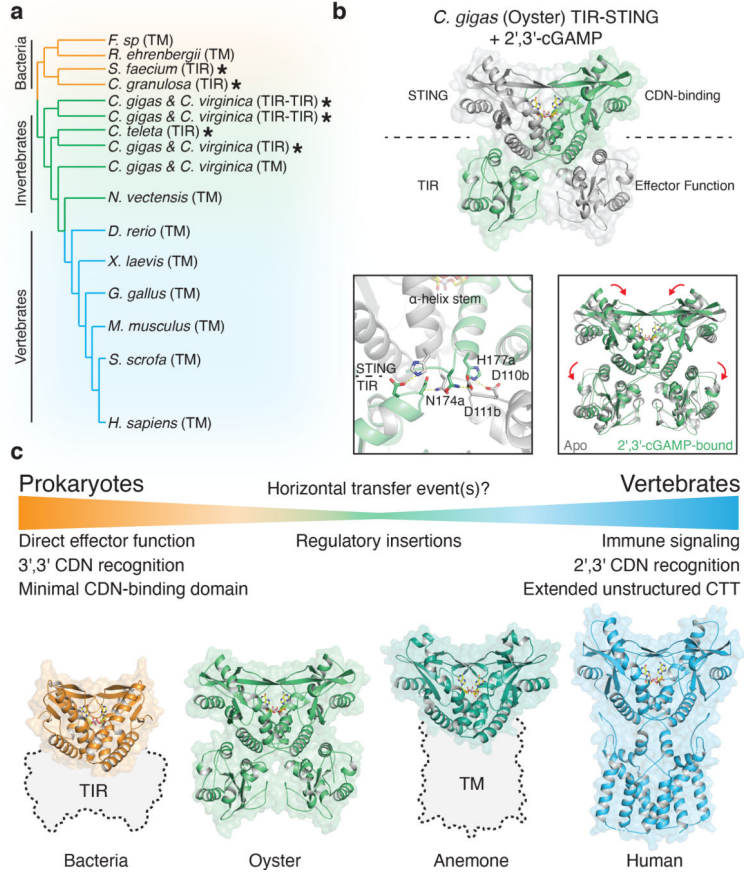 a
Bacteria
F. sp (TM)
R. ehrenbergii (TM)
S. faecium (TIR) *
C. granulosa (TIR) *
Invertebrates
C. gigas & C. virginica (TIR-TIR) *
C. gigas & C. virginica (TIR-TIR) *
C. teleta (TIR) *
C. gigas & C. virginica (TIR) *
C. gigas & C. virginica (TM)
N. vectensis (TM)
Vertebrates
D. rerio (TM)
X. laevis (TM)
G. gallus (TM)
M. musculus (TM)
S. scrofa (TM)
H. sapiens (TM)
b
C. gigas (Oyster) TIR-STING
+ 2',3'-cGAMP
STING
CDN-binding
TIR
Effector Function
α-helix stem
STING
TIR
H177a
D110b
N174a
D111b
Apo
2',3'-cGAMP-bound
c
Prokaryotes
Horizontal transfer event(s)?
Vertebrates
Direct effector function
Regulatory insertions
Immune signaling
3',3' CDN recognition
2',3' CDN recognition
Minimal CDN-binding domain
Extended unstructured CTT
TIR
TM
Bacteria
Oyster
Anemone
Human